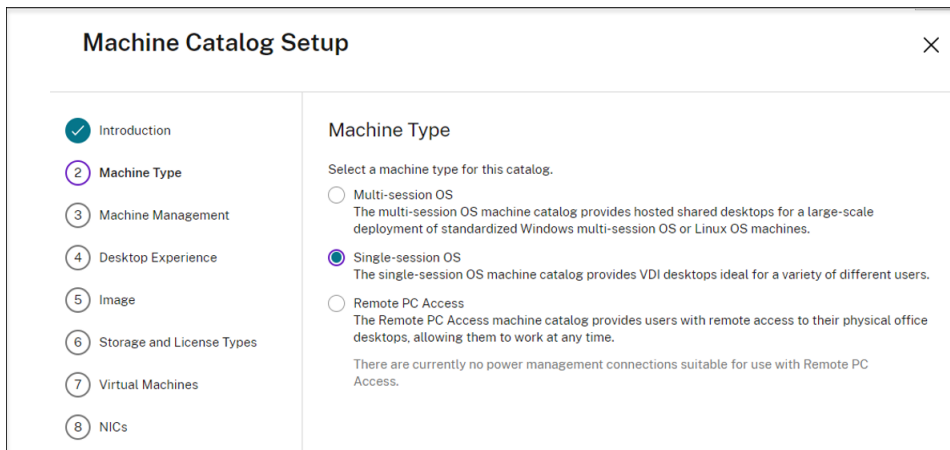 Machine Catalog Setup
Introduction
2 Machine Type
3 Machine Management
4 Desktop Experience
5 Image
6 Storage and License Types
7 Virtual Machines
8 NICs
Machine Type
Select a machine type for this catalog.
Multi-session OS
The multi-session OS machine catalog provides hosted shared desktops for a large-scale
deployment of standardized Windows multi-session OS or Linux OS machines.
Single-session OS
The single-session OS machine catalog provides VDI desktops ideal for a variety of different users.
Remote PC Access
The Remote PC Access machine catalog provides users with remote access to their physical office
desktops, allowing them to work at any time.
There are currently no power management connections suitable for use with Remote PC
Access.